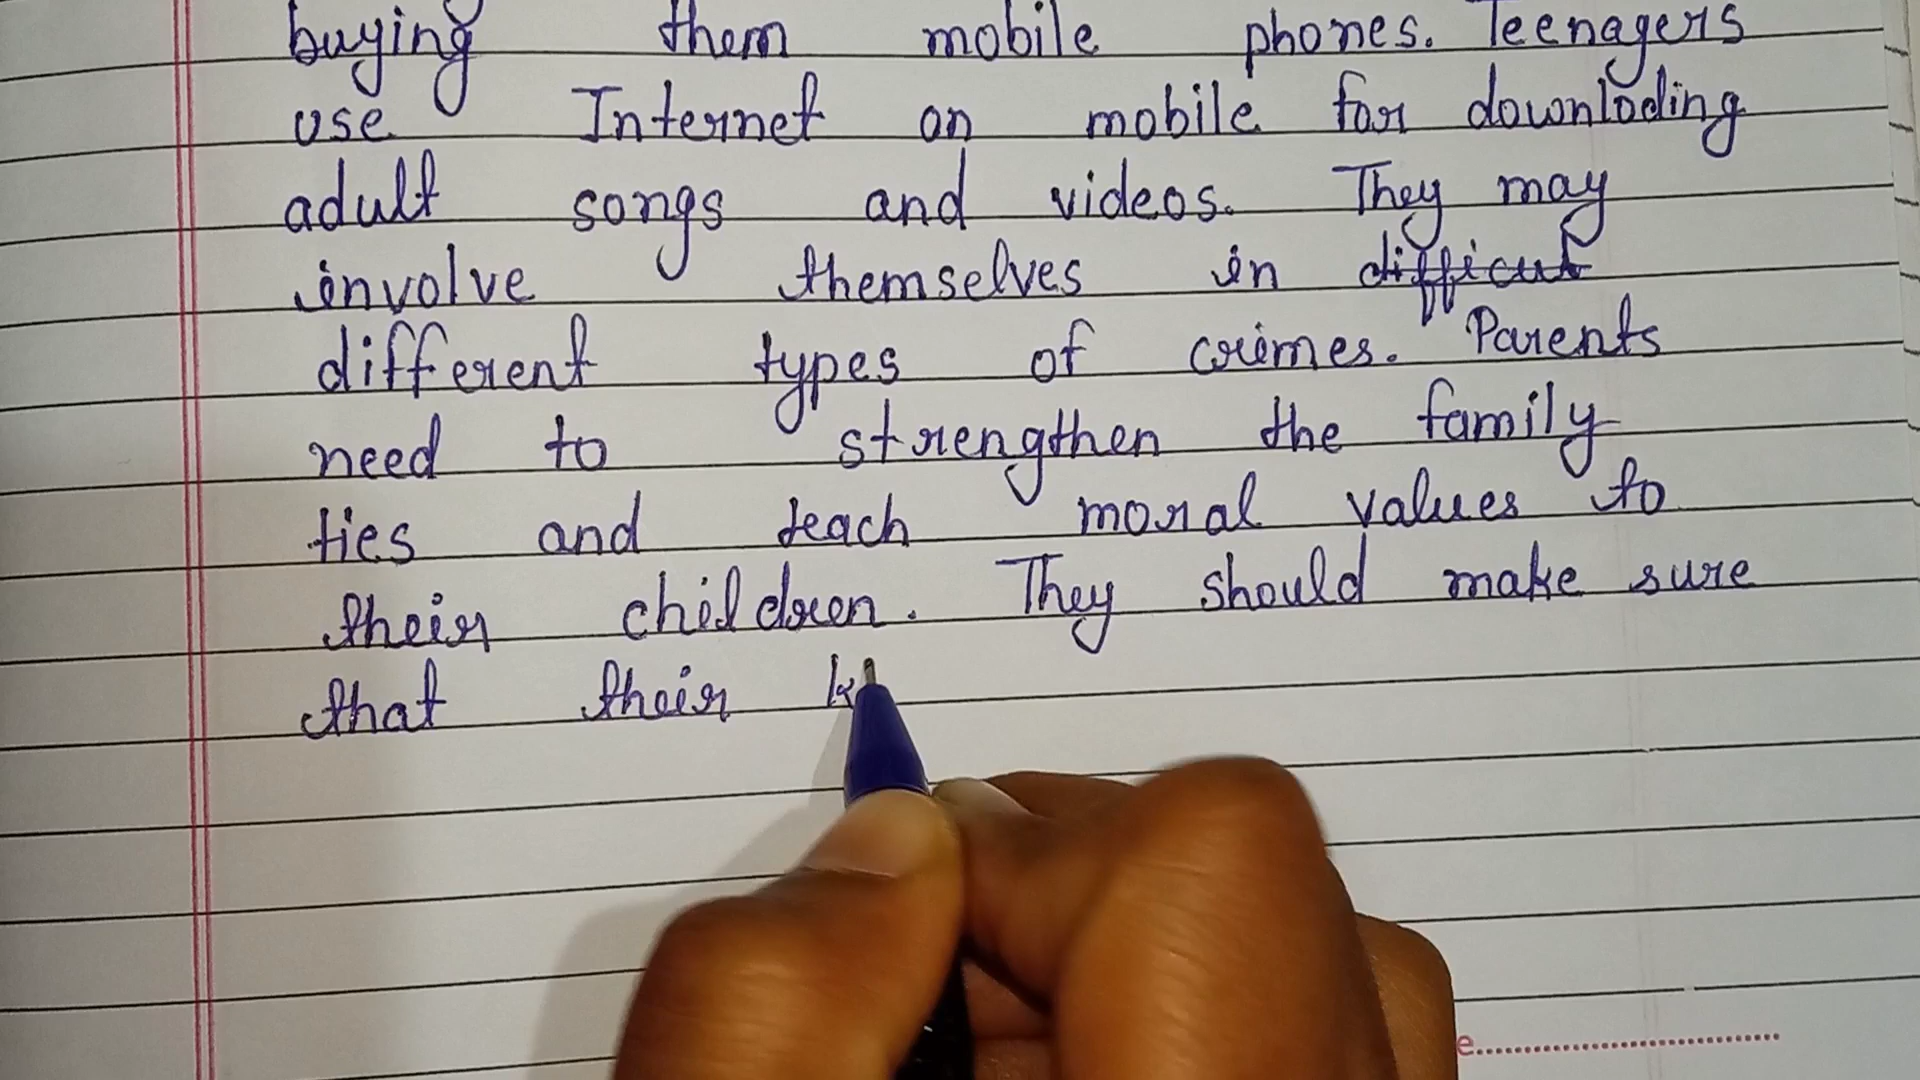 buying them mobile phones. Teenagers
use Internet on mobile for downloding
adult songs and videos. They may
involve themselves in difficut
different types of crimes. Parents
need to strengthen the family
ties and teach moral values to
their children. They should make sure
that their k
e..............................